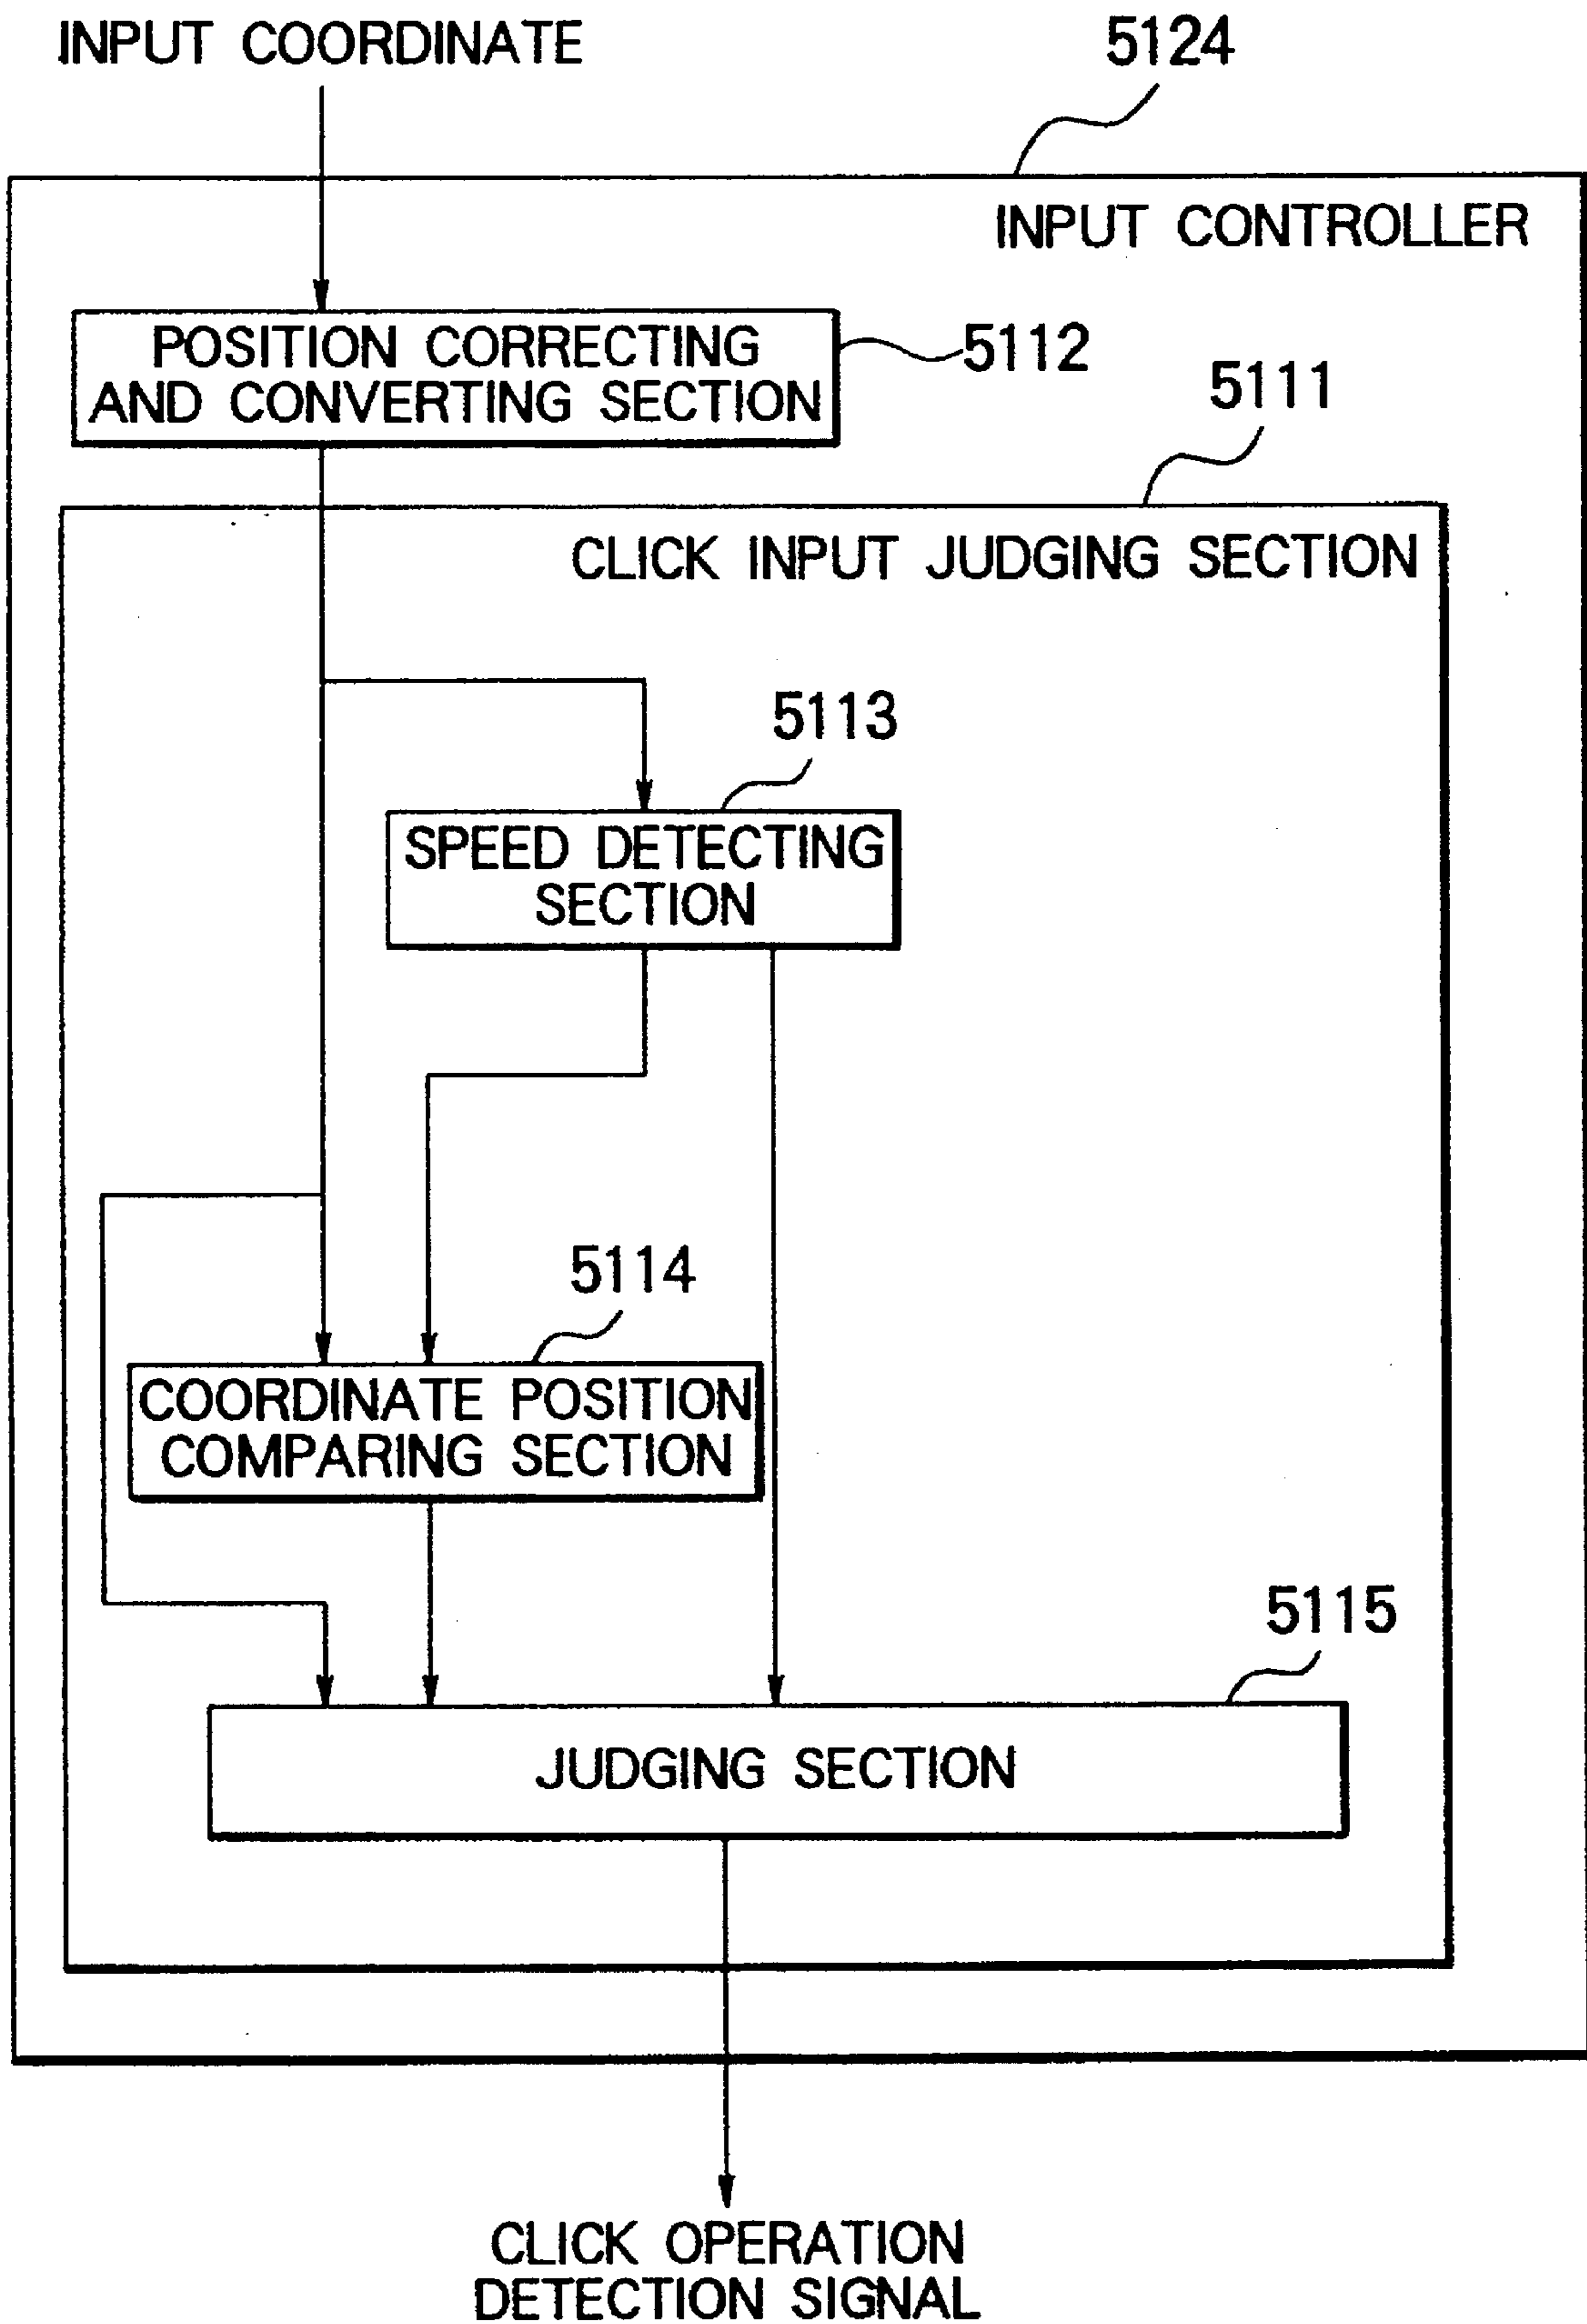 INPUT COORDINATE
5124
INPUT CONTROLLER
POSITION CORRECTING
AND CONVERTING SECTION
5112
5111
CLICK INPUT JUDGING SECTION
5113
SPEED DETECTING
SECTION
5114
COORDINATE POSITION
COMPARING SECTION
5115
JUDGING SECTION
CLICK OPERATION
DETECTION SIGNAL